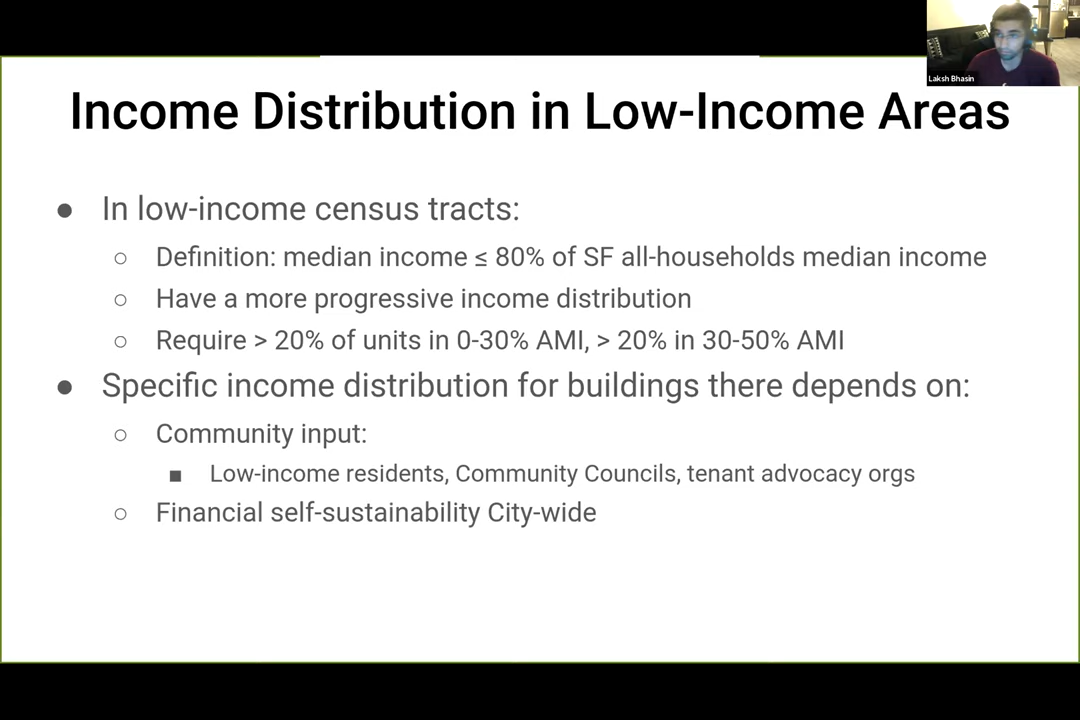 Laksh Bhasin
Income Distribution in Low-Income Areas
● In low-income census tracts:
○ Definition: median income ≤ 80% of SF all-households median income
○ Have a more progressive income distribution
○ Require > 20% of units in 0-30% AMI, > 20% in 30-50% AMI
● Specific income distribution for buildings there depends on:
○ Community input:
■ Low-income residents, Community Councils, tenant advocacy orgs
○ Financial self-sustainability City-wide